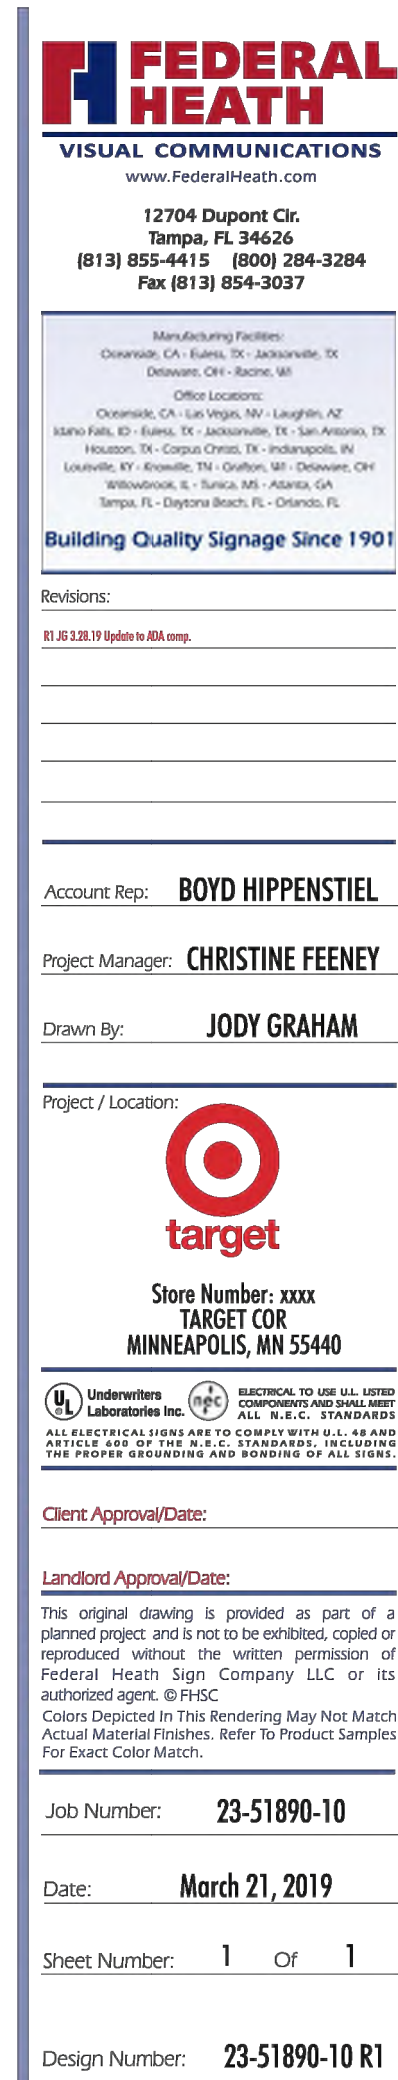 FEDERAL
HEATH
VISUAL COMMUNICATIONS
www.FederalHeath.com
12704 Dupont Cir.
Tampa, FL 34626
(813) 855-4415 (800) 284-3284
Fax (813) 854-3037
Manufacturing Facilities:
Oceanside, CA - Euless, TX - Jacksonville, TX
Delaware, OH - Racine, WI
Office Locations:
Oceanside, CA - Las Vegas, NV - Laughlin, AZ
Idaho Falls, ID - Euless, TX - Jacksonville, TX - San Antonio, TX
Houston, TX - Corpus Christi, TX - Indianapolis, IN
Louisville, KY - Knoxville, TN - Grafton, WI - Delaware, OH
Willowbrook, IL - Tunica, MS - Atlanta, GA
Tampa, FL - Daytona Beach, FL - Orlando, FL
Building Quality Signage Since 1901
Revisions:
R1 JG 3.28.19 Update to ADA comp.
Account Rep: BOYD HIPPENSTIEL
Project Manager: CHRISTINE FEENEY
Drawn By: JODY GRAHAM
Project / Location:
target
Store Number: xxxx
TARGET COR
MINNEAPOLIS, MN 55440
UL Underwriters Laboratories Inc. nec ELECTRICAL TO USE U.L. LISTED
COMPONENTS AND SHALL MEET
ALL N.E.C. STANDARDS
ALL ELECTRICAL SIGNS ARE TO COMPLY WITH U.L. 48 AND
ARTICLE 600 OF THE N.E.C. STANDARDS, INCLUDING
THE PROPER GROUNDING AND BONDING OF ALL SIGNS.
Client Approval/Date:
Landlord Approval/Date:
This original drawing is provided as part of a
planned project and is not to be exhibited, copied or
reproduced without the written permission of
Federal Heath Sign Company LLC or its
authorized agent. © FHSC
Colors Depicted In This Rendering May Not Match
Actual Material Finishes. Refer To Product Samples
For Exact Color Match.
Job Number: 23-51890-10
Date: March 21, 2019
Sheet Number: 1 Of 1
Design Number: 23-51890-10 R1